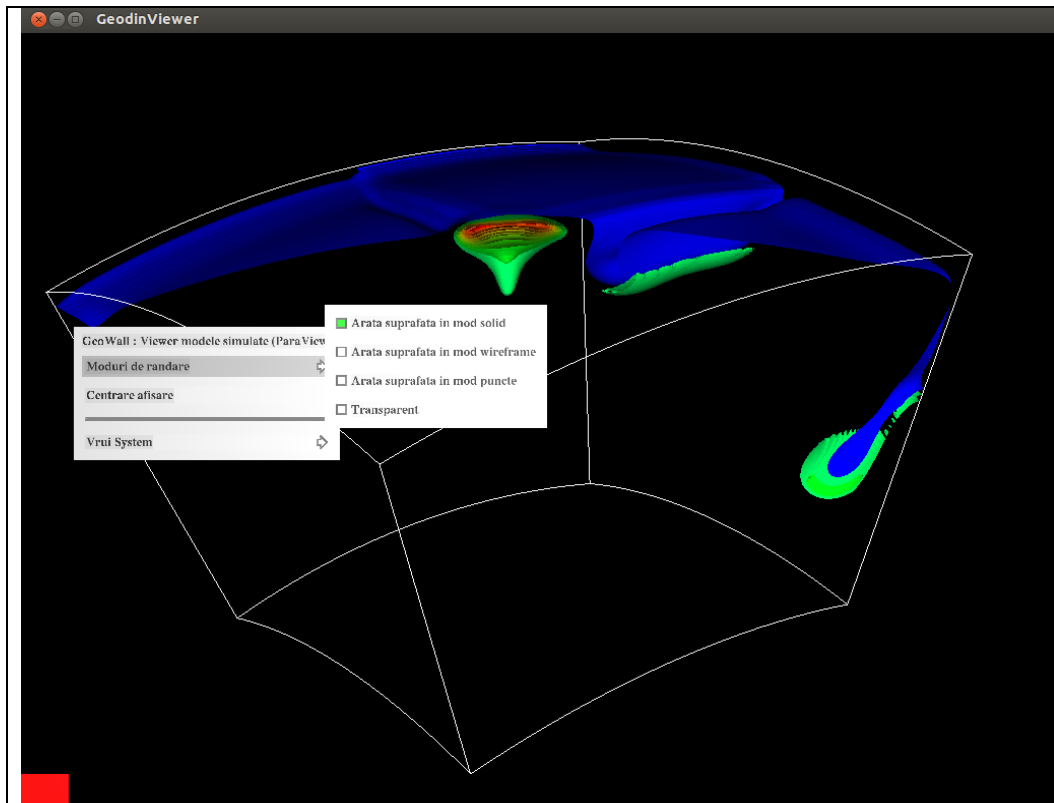 GeodinViewer
GeoWall : Viewer modele simulate (ParaView
Moduri de randare
Centrare afisare
Vrui System
Arata suprafata in mod solid
Arata suprafata in mod wireframe
Arata suprafata in mod puncte
Transparent